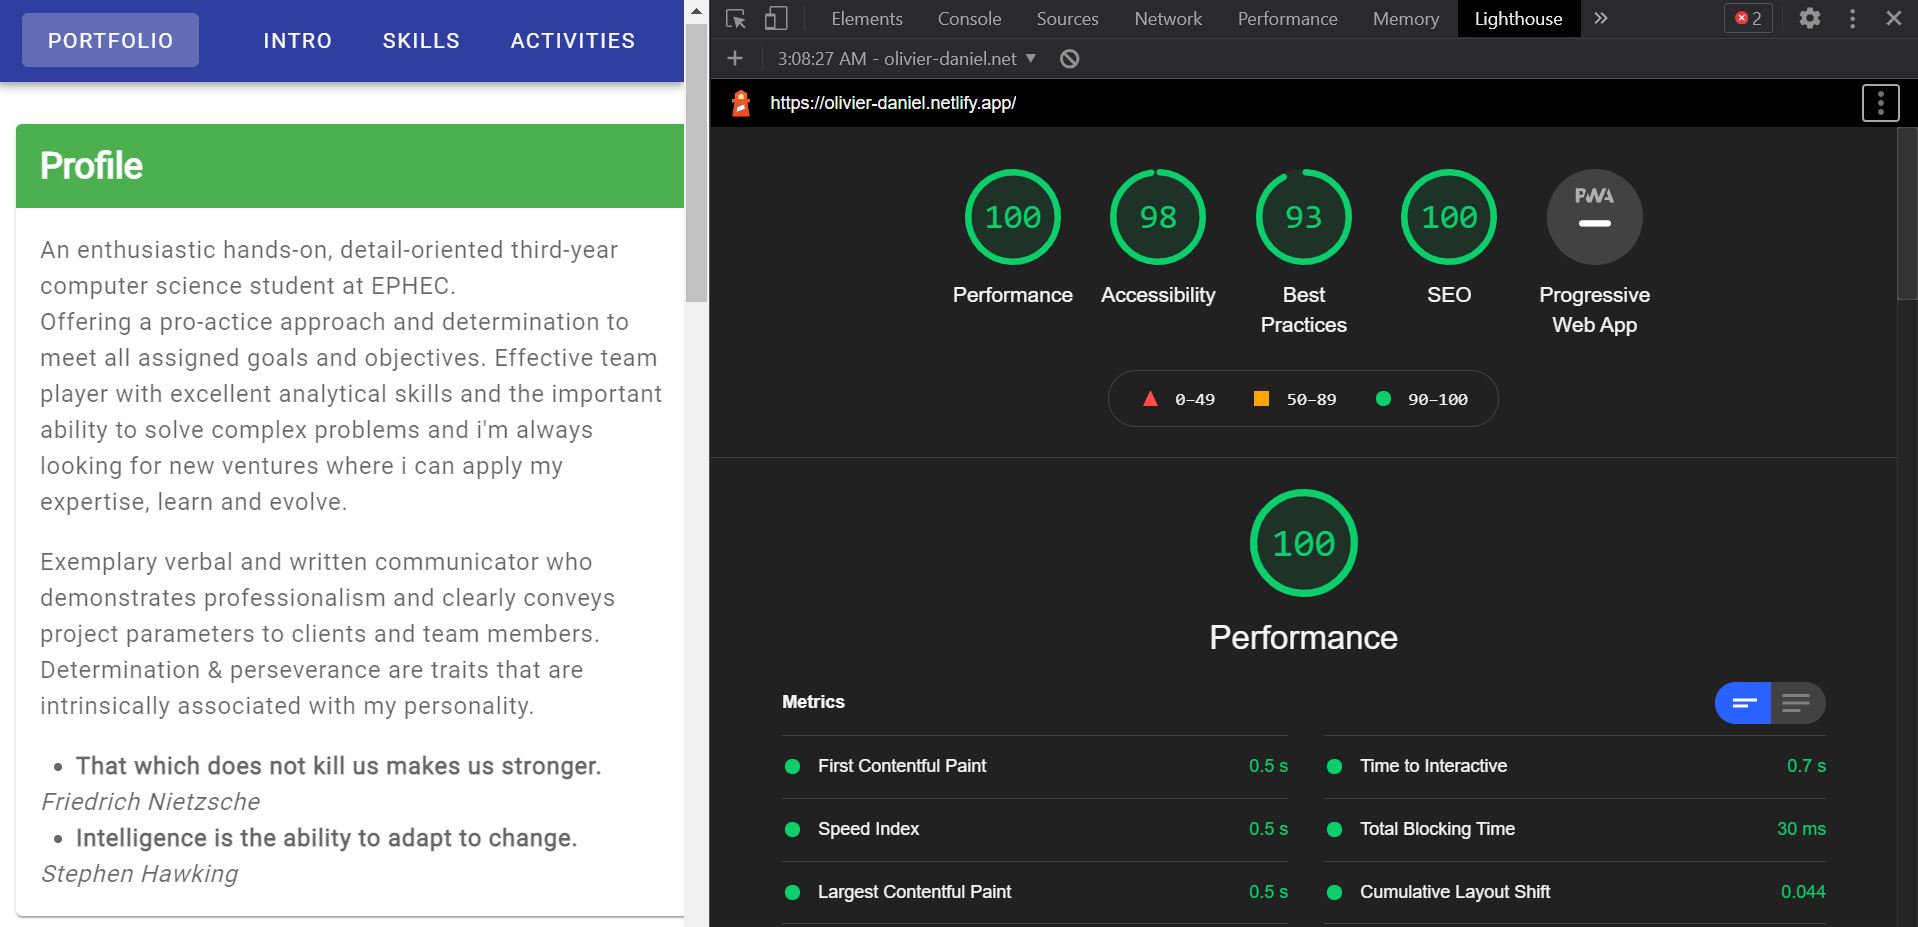 PORTFOLIO INTRO SKILLS ACTIVITIES
Profile
An enthusiastic hands-on, detail-oriented third-year
computer science student at EPHEC.
Offering a pro-actice approach and determination to
meet all assigned goals and objectives. Effective team
player with excellent analytical skills and the important
ability to solve complex problems and i'm always
looking for new ventures where i can apply my
expertise, learn and evolve.
Exemplary verbal and written communicator who
demonstrates professionalism and clearly conveys
project parameters to clients and team members.
Determination & perseverance are traits that are
intrinsically associated with my personality.
• That which does not kill us makes us stronger.
Friedrich Nietzsche
• Intelligence is the ability to adapt to change.
Stephen Hawking
Elements Console Sources Network Performance Memory Lighthouse » 2
3:08:27 AM - olivier-daniel.net
https://olivier-daniel.netlify.app/
100 98 93 100 PWA
Performance Accessibility Best Practices SEO Progressive Web App
0–49 50–89 90–100
100
Performance
Metrics
First Contentful Paint 0.5 s
Time to Interactive 0.7 s
Speed Index 0.5 s
Total Blocking Time 30 ms
Largest Contentful Paint 0.5 s
Cumulative Layout Shift 0.044